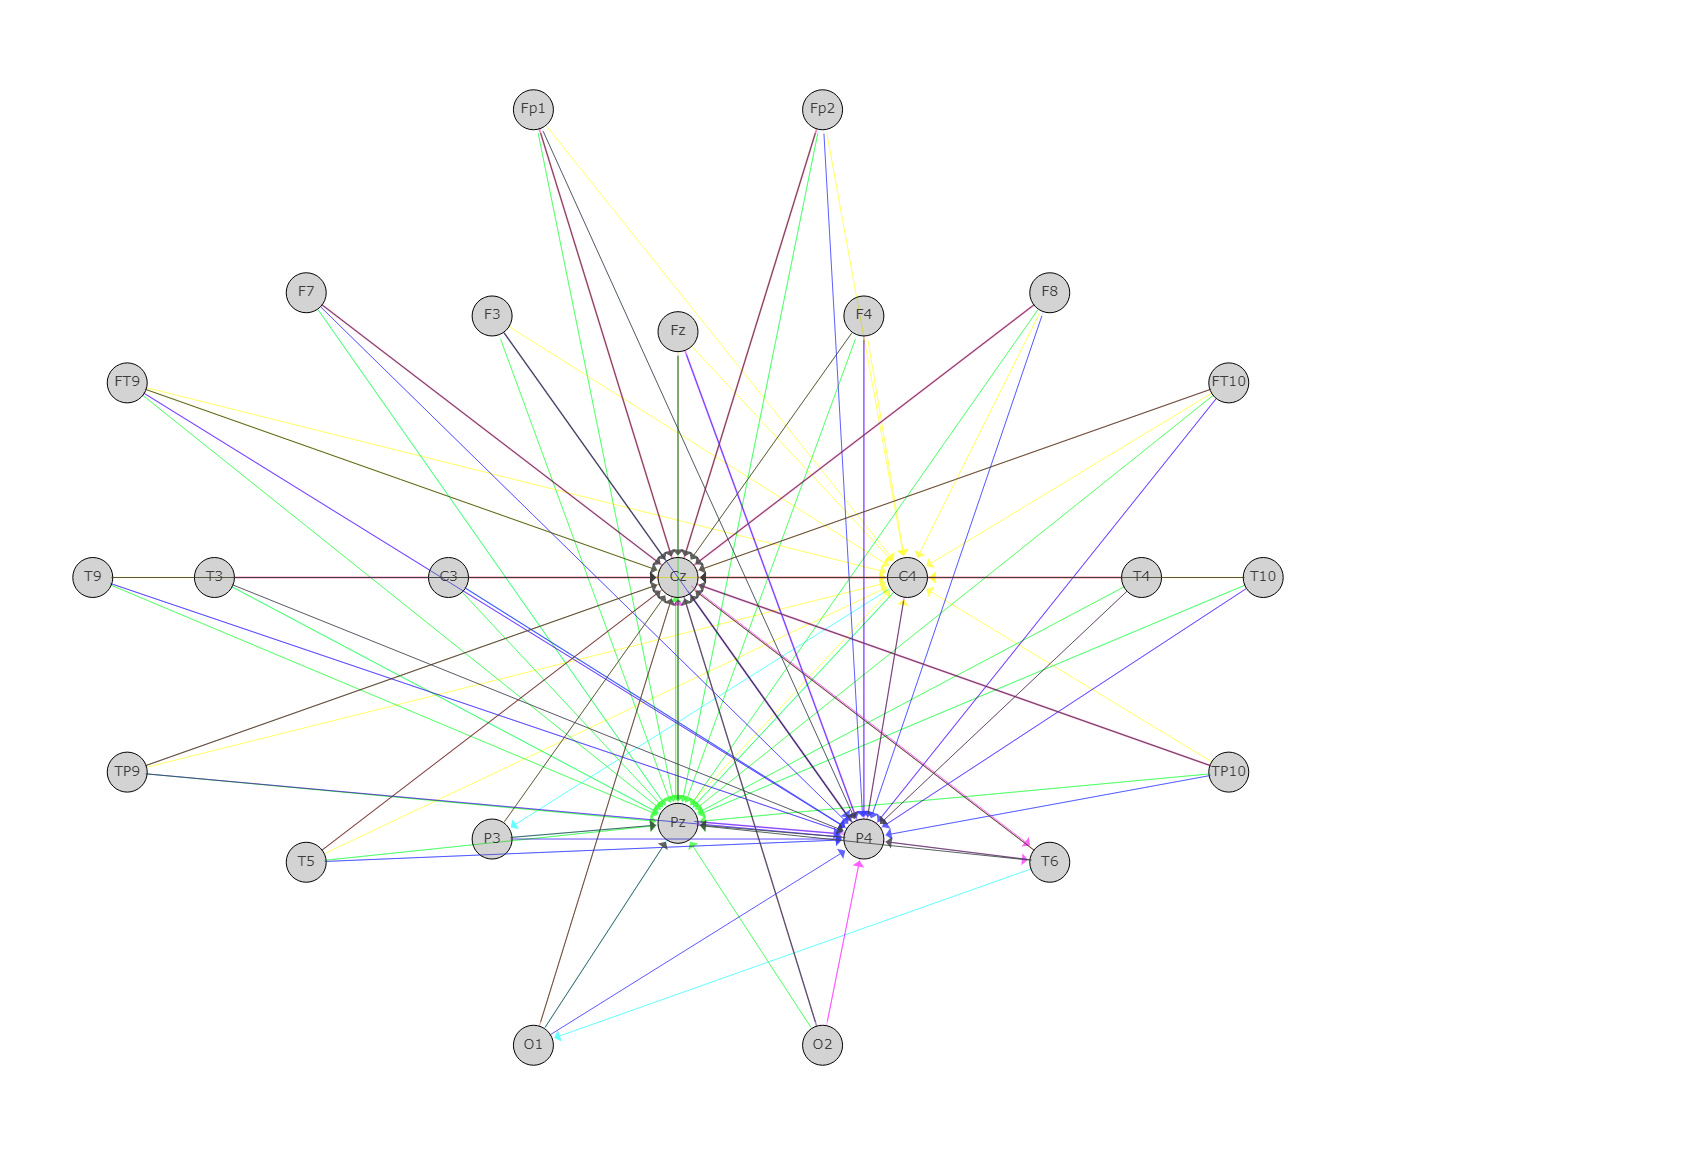 Fp1 Fp2
F7 F3 Fz F4 F8
FT9 FT10
T9 T3 C3 Cz C4 T4 T10
TP9 TP10
T5 P3 Pz P4 T6
O1 O2